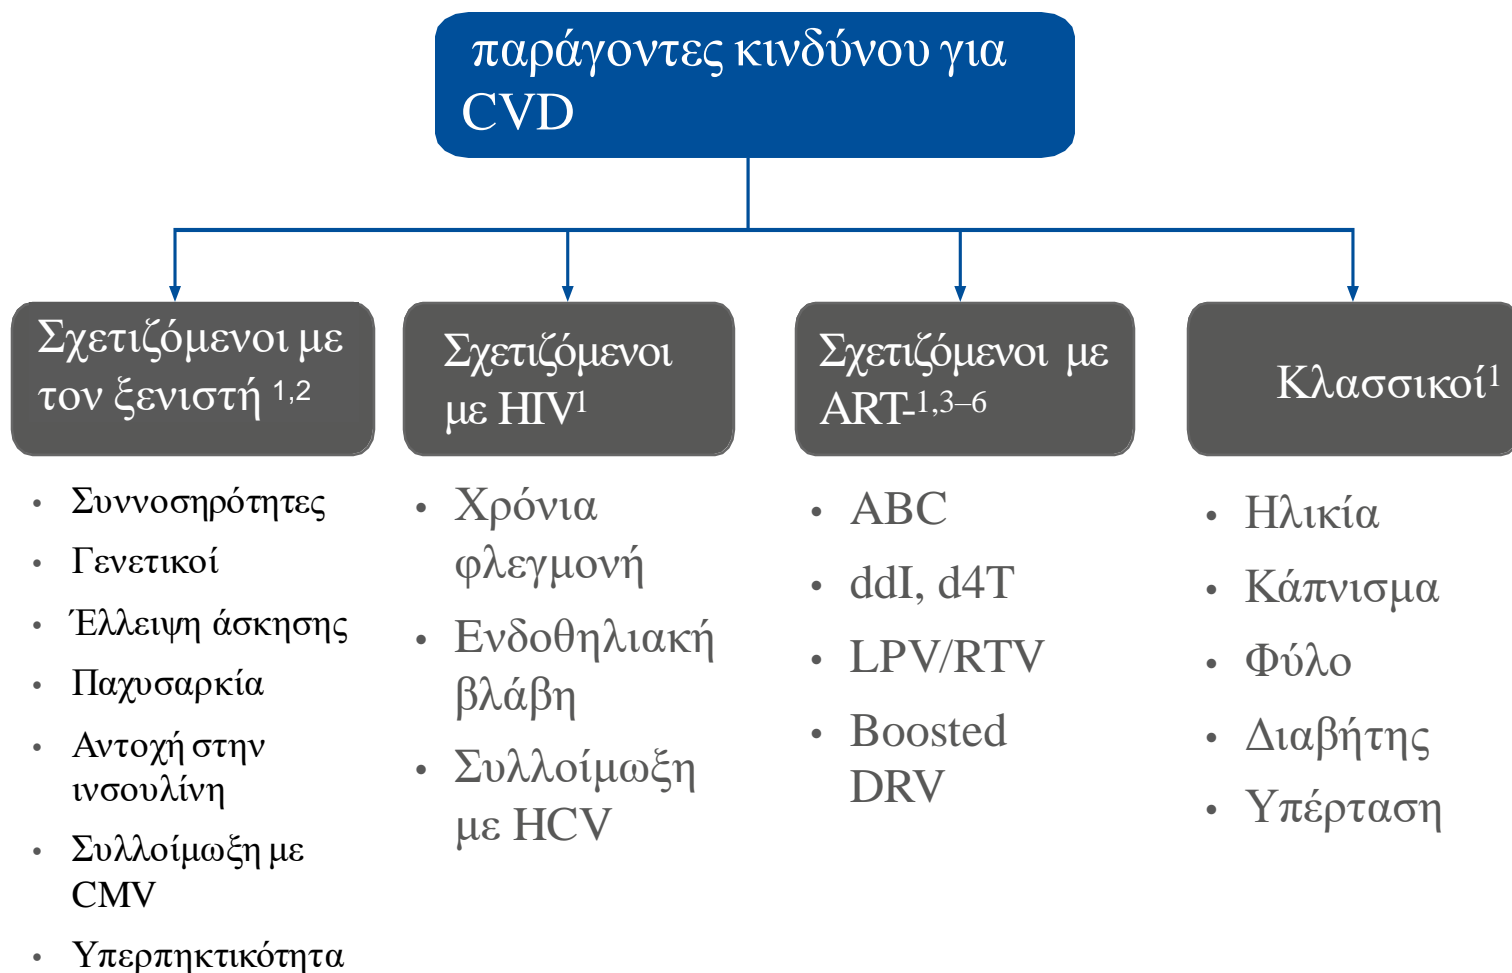 παράγοντες κινδύνου για
CVD
Σχετιζόμενοι με
τον ξενιστή 1,2
• Συννοσηρότητες
• Γενετικοί
• Έλλειψη άσκησης
• Παχυσαρκία
• Αντοχή στην
ινσουλίνη
• Συλλοίμωξη με
CMV
• Υπερπηκτικότητα
Σχετιζόμενοι
με HIV1
• Χρόνια
φλεγμονή
• Ενδοθηλιακή
βλάβη
• Συλλοίμωξη
με HCV
Σχετιζόμενοι με
ART-1,3–6
• ABC
• ddI, d4T
• LPV/RTV
• Boosted
DRV
Κλασσικοί1
• Ηλικία
• Κάπνισμα
• Φύλο
• Διαβήτης
• Υπέρταση